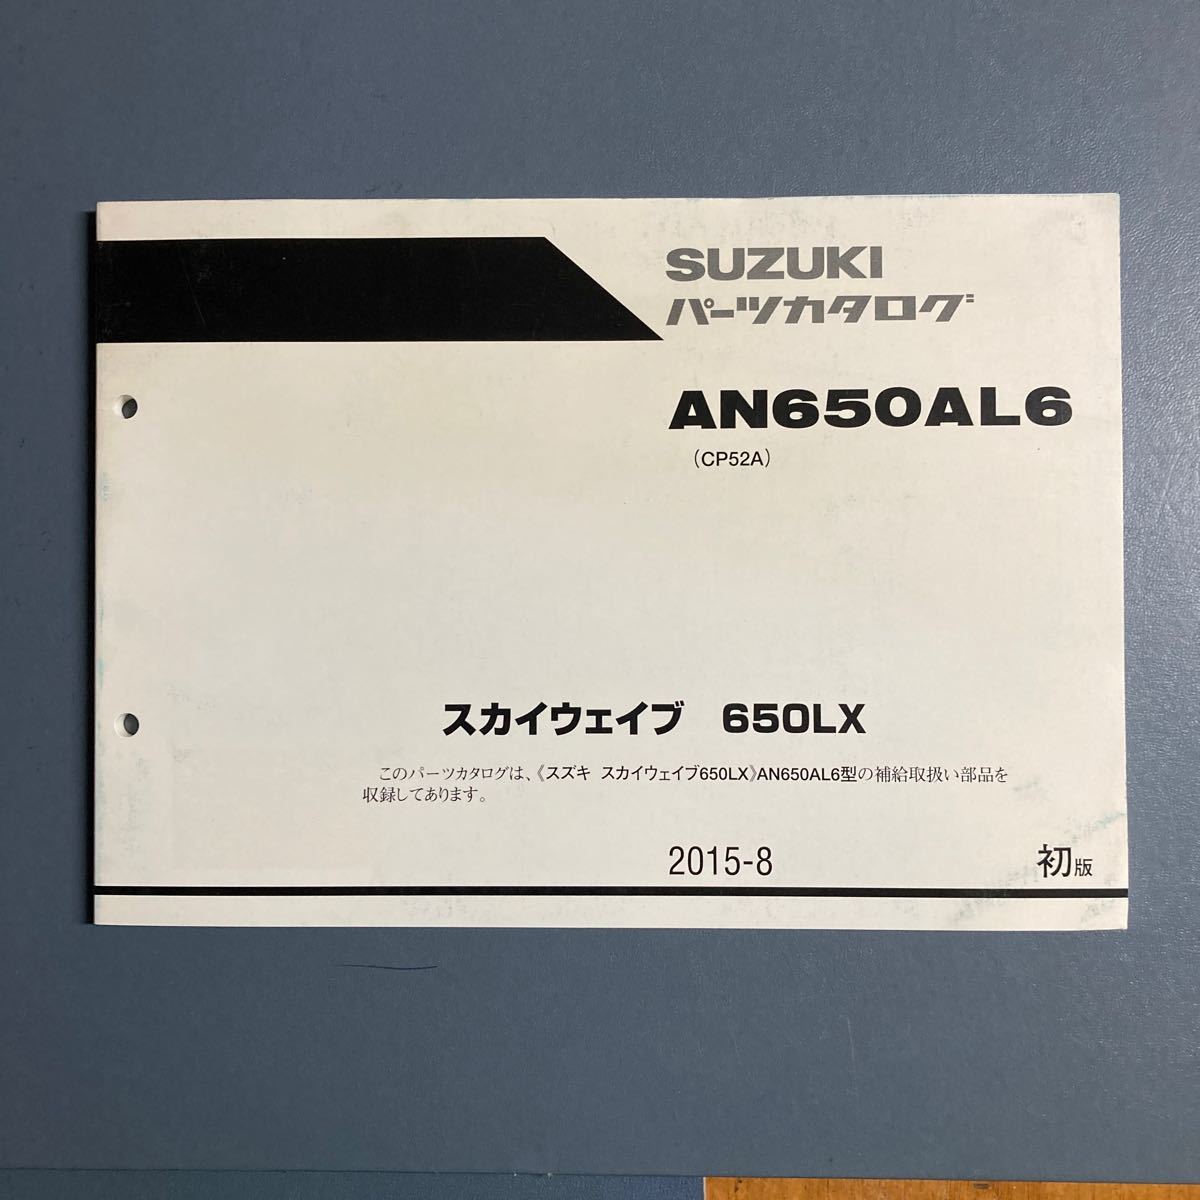 SUZUKI
パーツカタログ
AN650AL6
(CP52A)
スカイウェイブ 650LX
このパーツカタログは、《スズキ スカイウェイブ650LX》AN650AL6型の補給取扱い部品を
収録してあります。
2015-8 初版